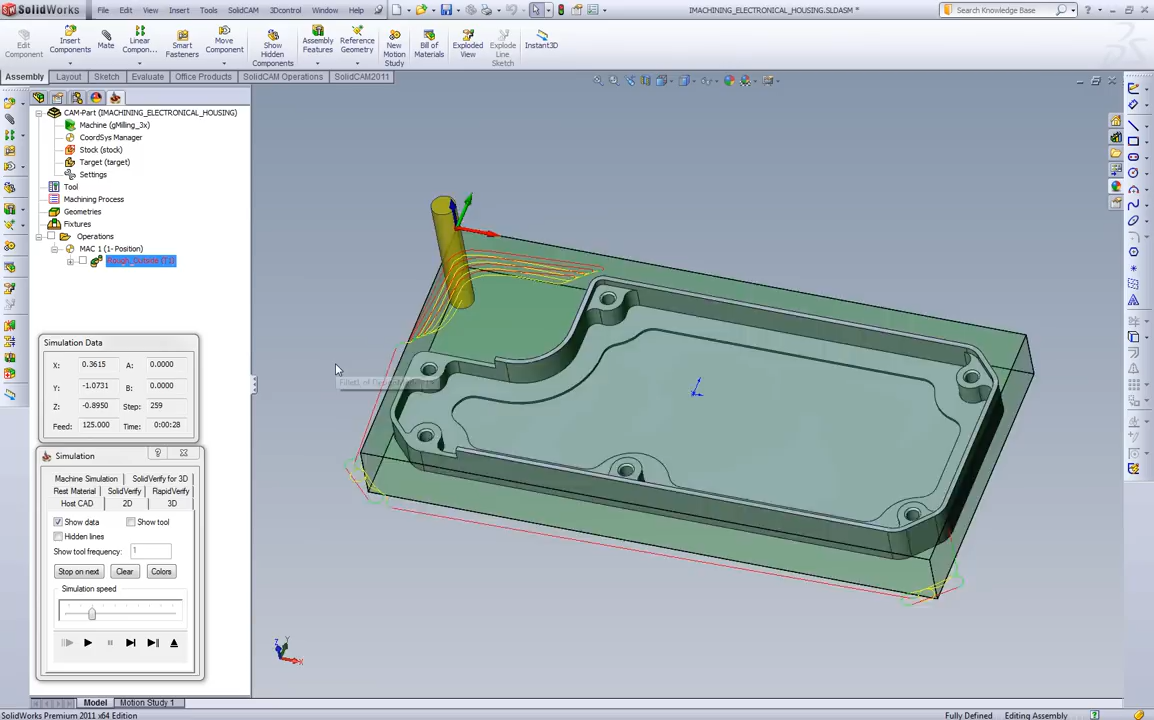 SolidWorks
File Edit View Insert Tools SolidCAM 3Dcontrol Window Help
IMACHINING_ELECTRONICAL_HOUSING.SLDASM *
Search Knowledge Base
Edit Component
Insert Components
Mate
Linear Compon...
Smart Fasteners
Move Component
Show Hidden Components
Assembly Features
Reference Geometry
New Motion Study
Bill of Materials
Exploded View
Explode Line Sketch
Instant3D
Assembly Layout Sketch Evaluate Office Products SolidCAM Operations SolidCAM2011
CAM-Part (IMACHINING_ELECTRONICAL_HOUSING)
Machine (gMilling_3x)
CoordSys Manager
Stock (stock)
Target (target)
Settings
Tool
Machining Process
Geometries
Fixtures
Operations
MAC 1 (1- Position)
Rough_Outside (T1)
Simulation Data
X: 0.3615 A: 0.0000
Y: -1.0731 B: 0.0000
Z: -0.8950 Step: 259
Feed: 125.000 Time: 0:00:28
Simulation
Machine Simulation SolidVerify for 3D
Rest Material SolidVerify RapidVerify
Host CAD 2D 3D
Show data Show tool
Hidden lines
Show tool frequency: 1
Stop on next Clear Colors
Simulation speed
Z Y X
Model Motion Study 1
SolidWorks Premium 2011 x64 Edition
Fully Defined Editing Assembly